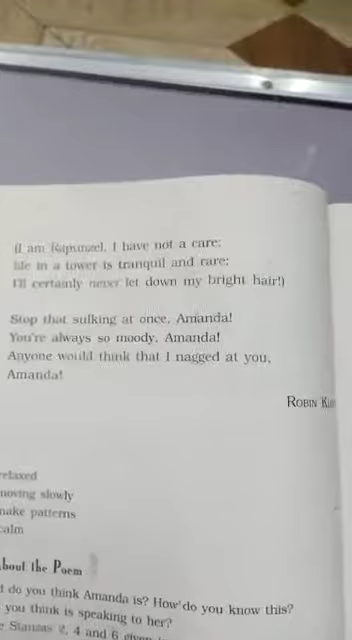 (I am Rapunzel, I have not a care;
life in a tower is tranquil and rare;
I'll certainly never let down my bright hair!)
Stop that sulking at once, Amanda!
You're always so moody, Amanda!
Anyone would think that I nagged at you,
Amanda!
ROBIN
relaxed
moving slowly
make patterns
calm
bout the Poem
do you think Amanda is? How do you know this?
you think is speaking to her?
Stanzas 2, 4 and 6